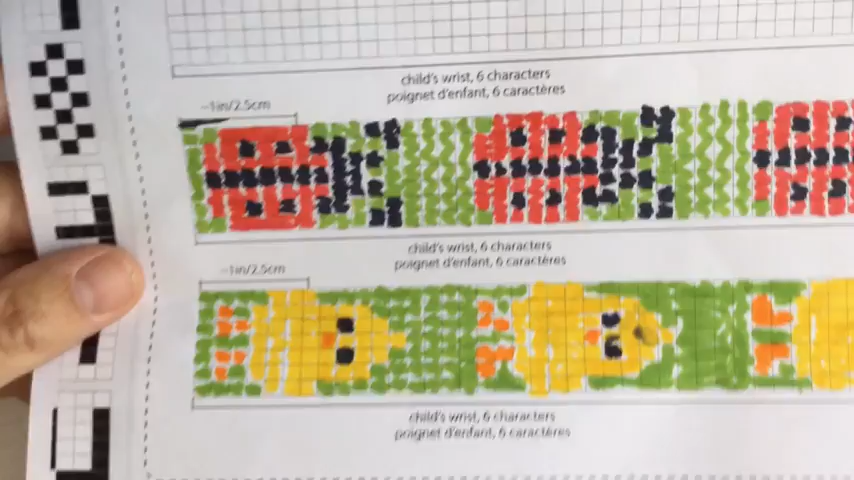 child's wrist, 6 characters
poignet d'enfant, 6 caractères
~1in/2.5cm
child's wrist, 6 characters
poignet d'enfant, 6 caractères
~1in/2.5cm
child's wrist, 6 characters
poignet d'enfant, 6 caractères